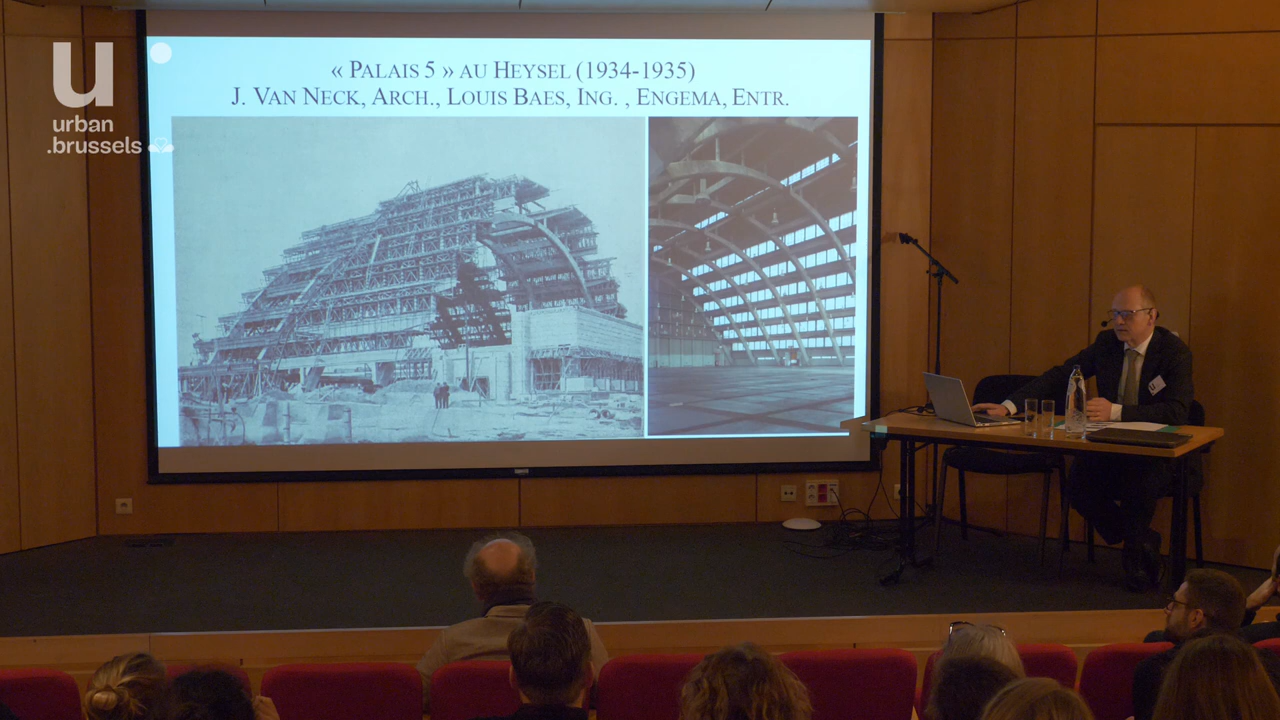 « PALAIS 5 » AU HEYSEL (1934-1935)
J. VAN NECK, ARCH., LOUIS BAES, ING. , ENGEMA, ENTR.
u
urban
.brussels